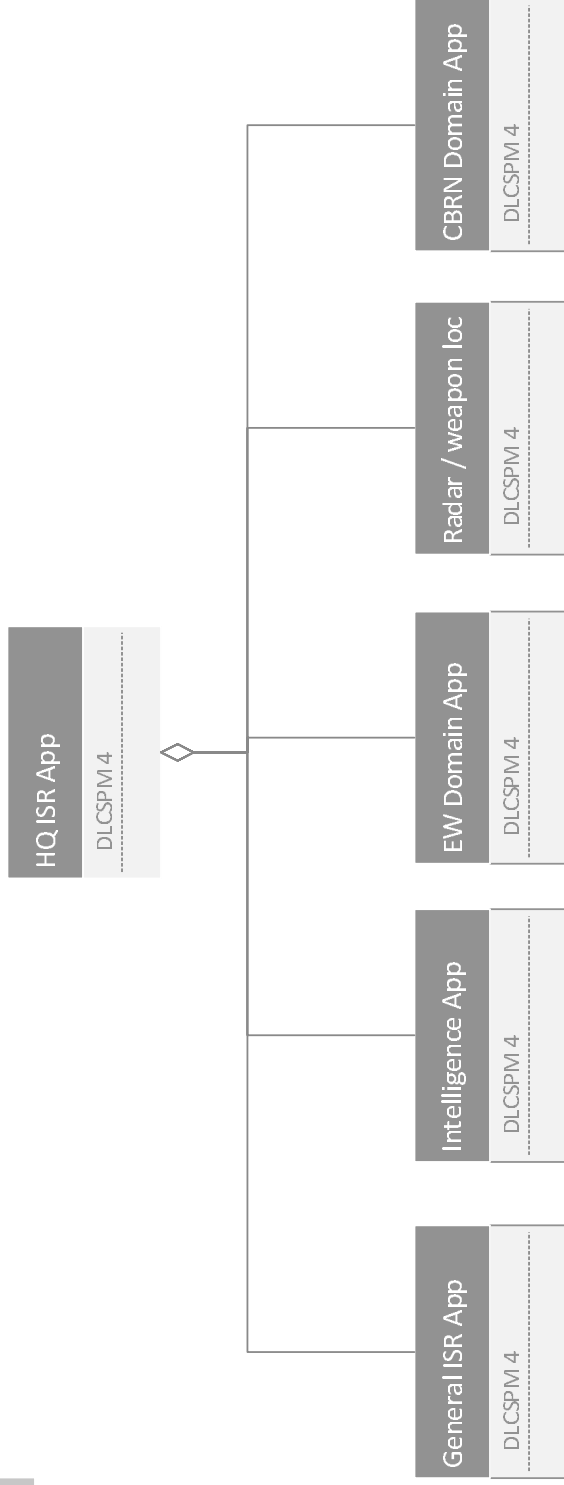 HQ ISR App
DLCSPM 4
General ISR App
DLCSPM 4
Intelligence App
DLCSPM 4
EW Domain App
DLCSPM 4
Radar / weapon loc
DLCSPM 4
CBRN Domain App
DLCSPM 4